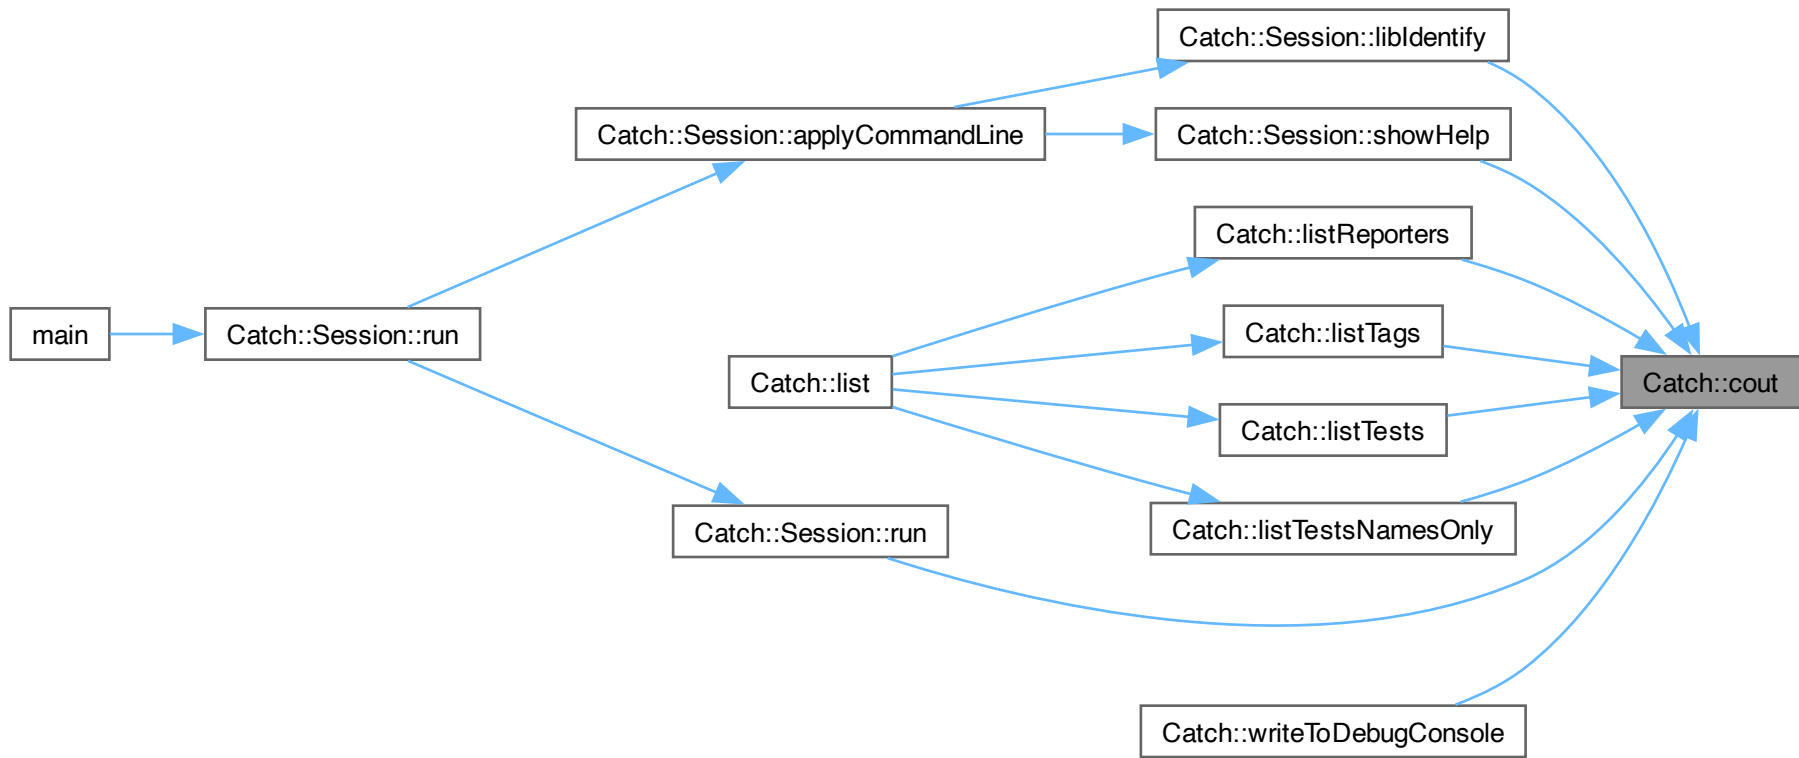 Catch::Session::libIdentify
Catch::Session::applyCommandLine
Catch::Session::showHelp
Catch::listReporters
main
Catch::Session::run
Catch::listTags
Catch::list
Catch::cout
Catch::listTests
Catch::Session::run
Catch::listTestsNamesOnly
Catch::writeToDebugConsole